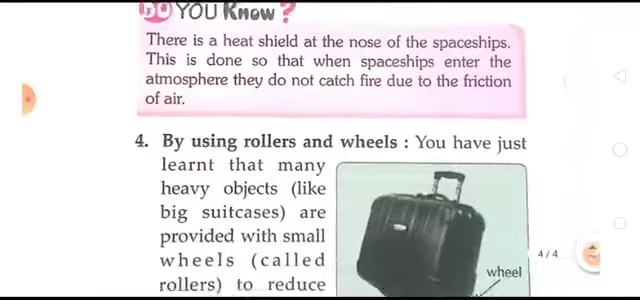 DO YOU Know ?
There is a heat shield at the nose of the spaceships.
This is done so that when spaceships enter the
atmosphere they do not catch fire due to the friction
of air.
4. By using rollers and wheels : You have just
learnt that many
heavy objects (like
big suitcases) are
provided with small
wheels (called
rollers) to reduce
wheel
4/4